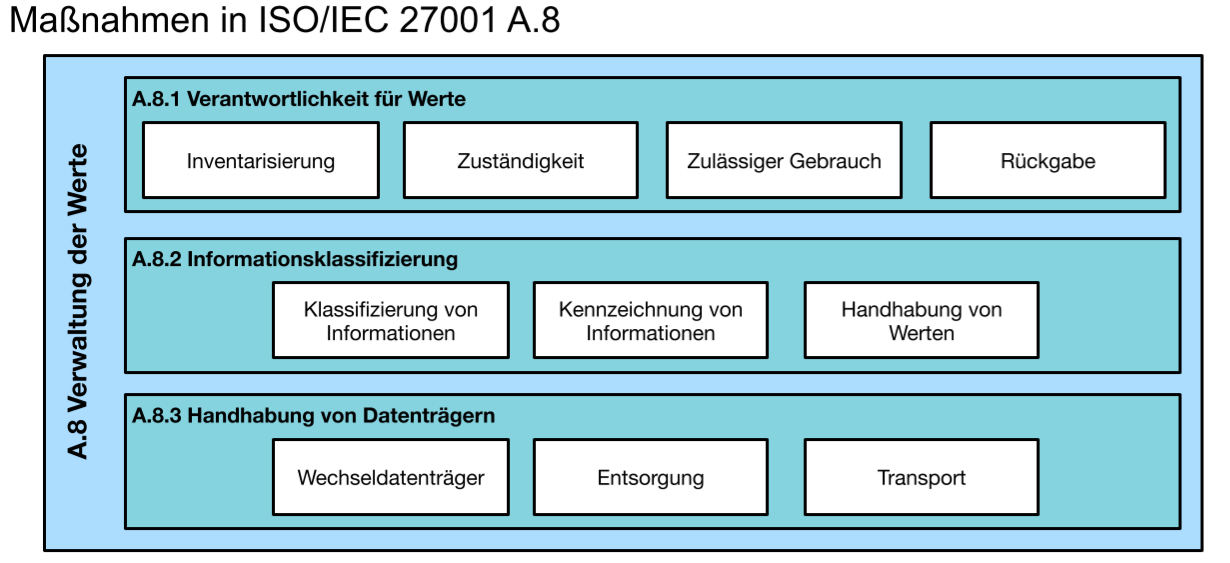 Maßnahmen in ISO/IEC 27001 A.8
A.8 Verwaltung der Werte
A.8.1 Verantwortlichkeit für Werte
Inventarisierung
Zuständigkeit
Zulässiger Gebrauch
Rückgabe
A.8.2 Informationsklassifizierung
Klassifizierung von
Informationen
Kennzeichnung von
Informationen
Handhabung von
Werten
A.8.3 Handhabung von Datenträgern
Wechseldatenträger
Entsorgung
Transport